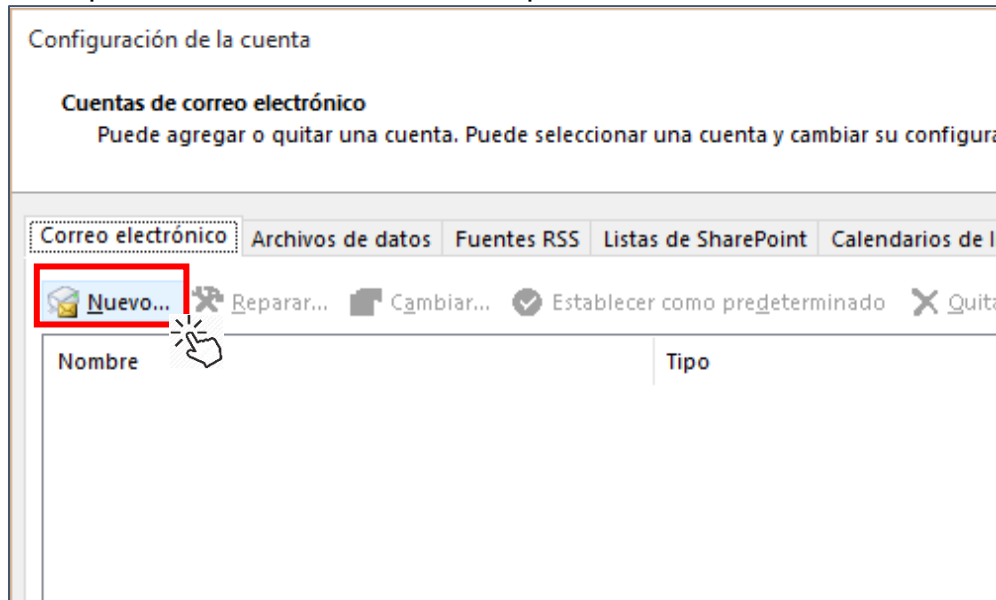 Configuración de la cuenta
Cuentas de correo electrónico
Puede agregar o quitar una cuenta. Puede seleccionar una cuenta y cambiar su configura
Correo electrónico Archivos de datos Fuentes RSS Listas de SharePoint Calendarios de I
Nuevo... Reparar... Cambiar... Establecer como predeterminado Quita
Nombre Tipo